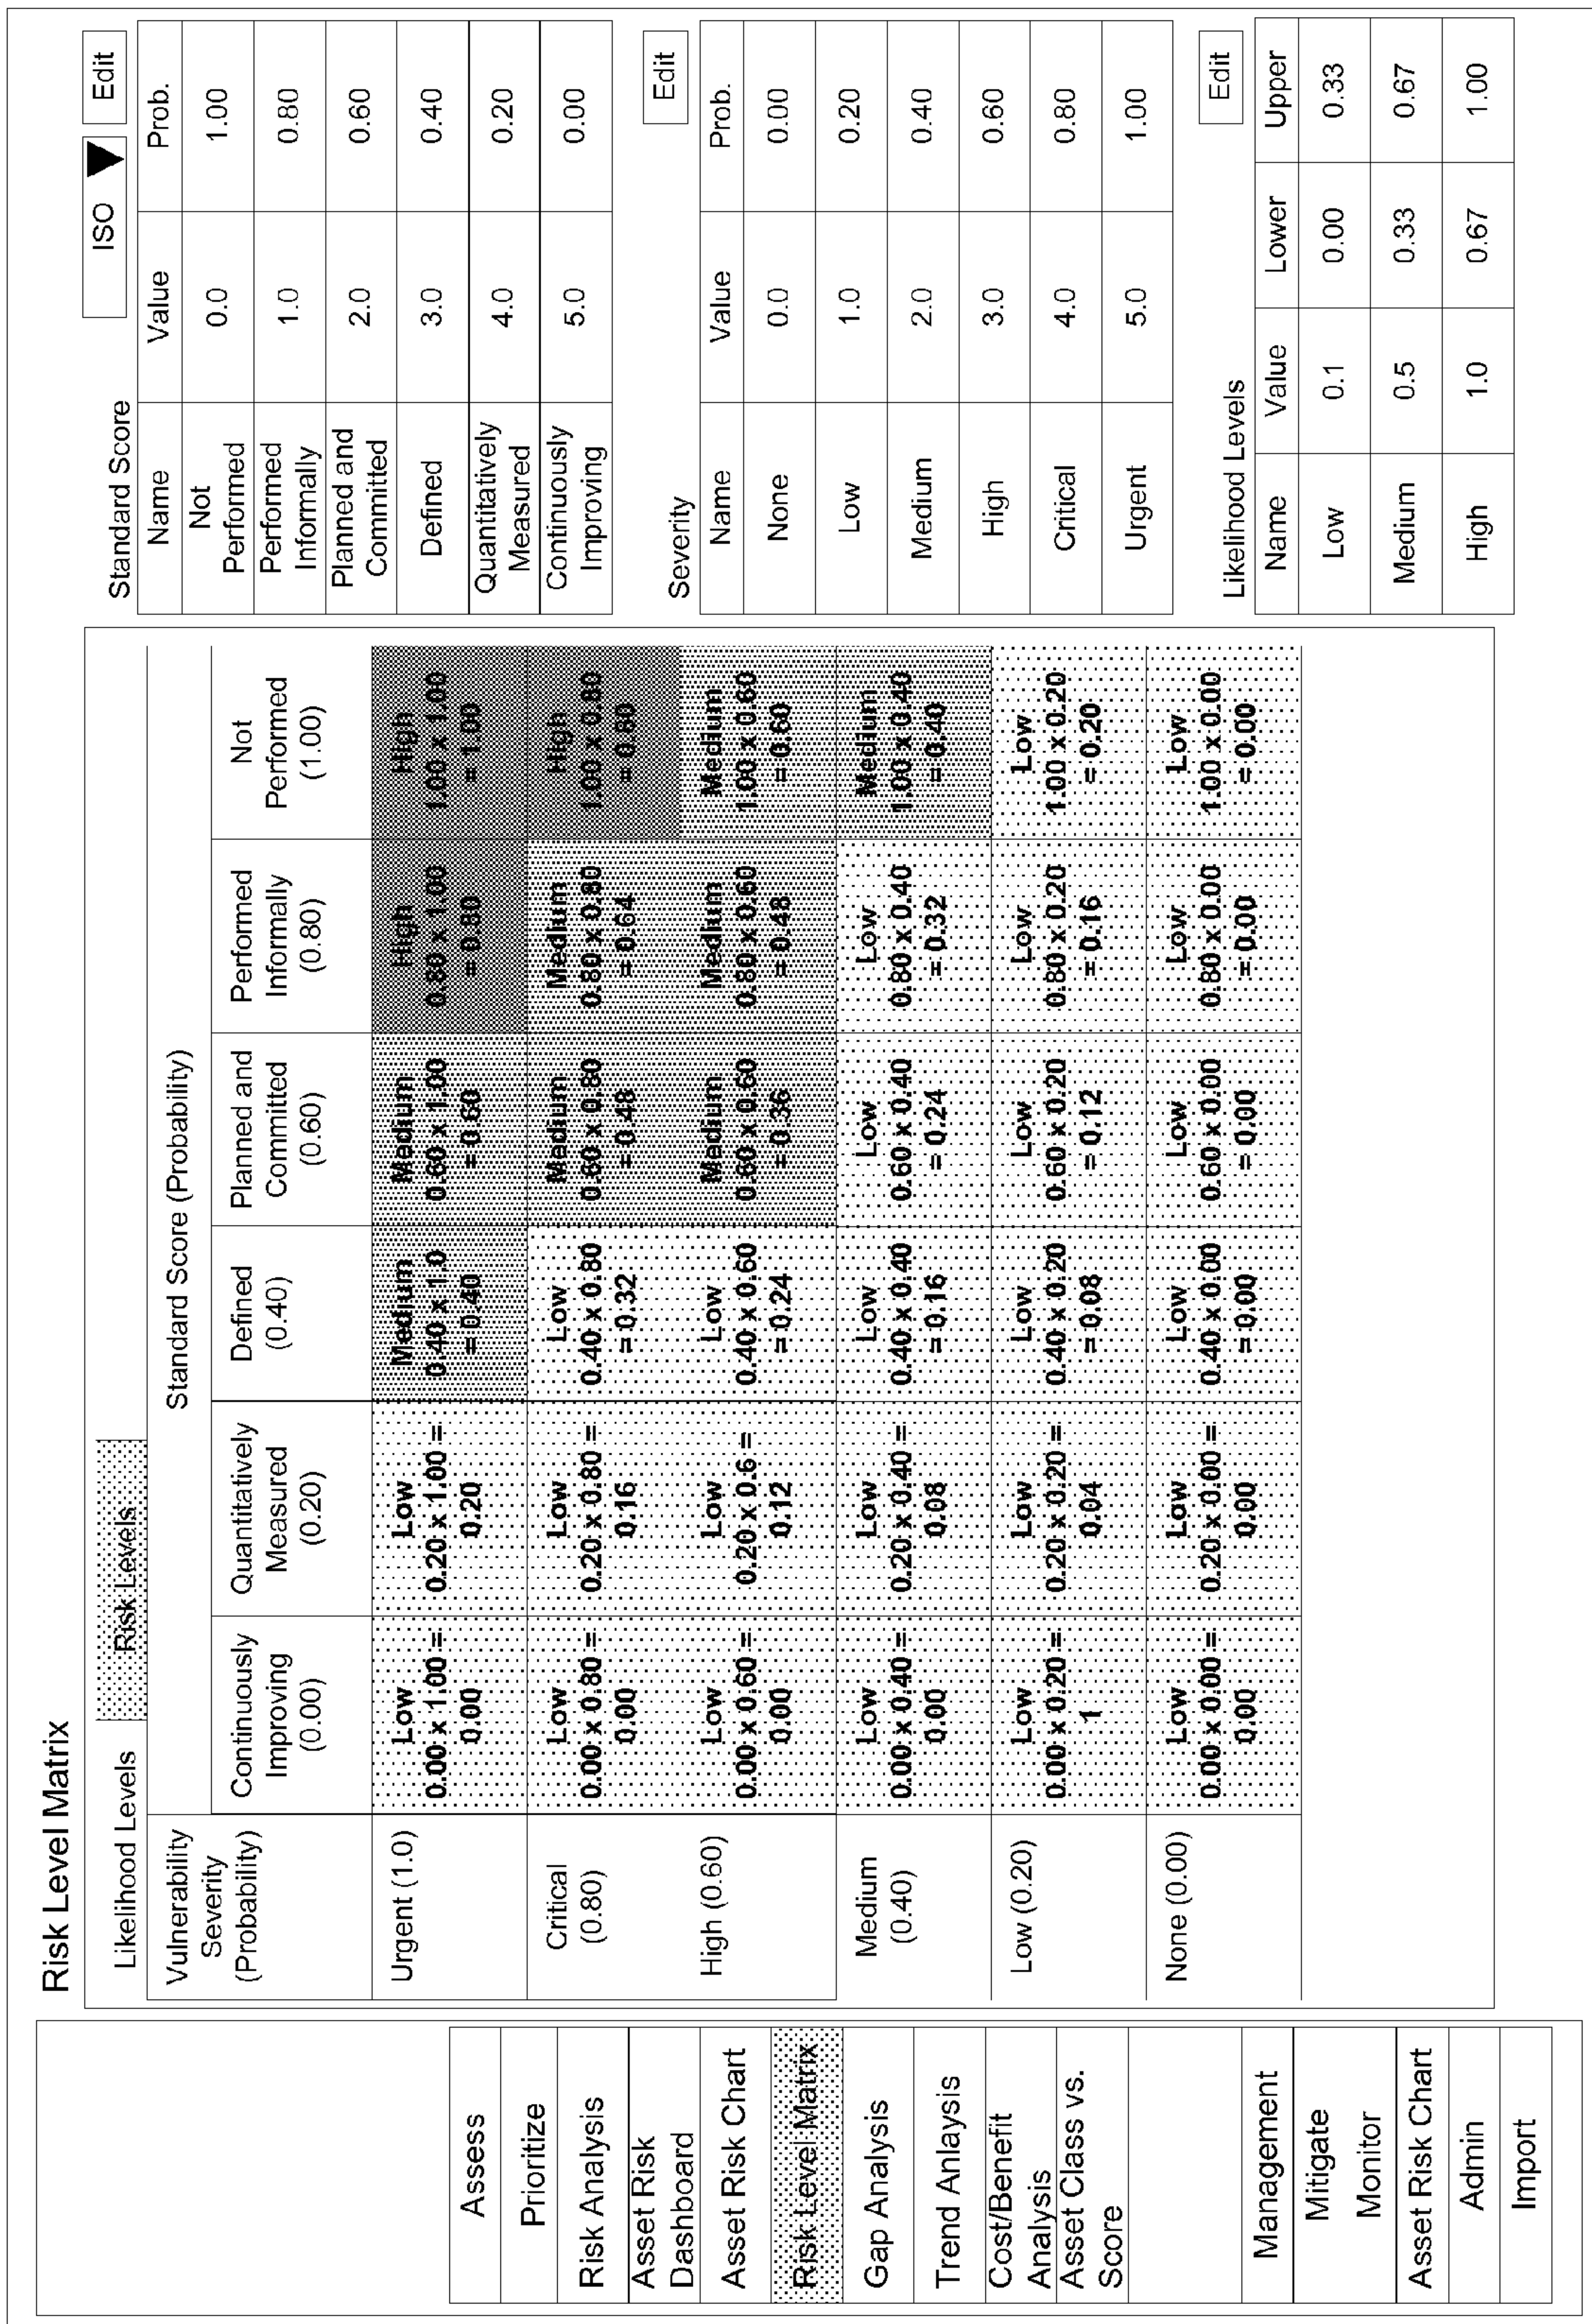 Risk Level Matrix
Assess
Prioritize
Risk Analysis
Asset Risk
Dashboard
Asset Risk Chart
Risk Level Matrix
Gap Analysis
Trend Anlaysis
Cost/Benefit
Analysis
Asset Class vs.
Score
Management
Mitigate
Monitor
Asset Risk Chart
Admin
Import
Likelihood Levels
Risk Levels
Vulnerability
Severity
(Probability)
Standard Score (Probability)
Continuously
Improving
(0.00)
Quantitatively
Measured
(0.20)
Defined
(0.40)
Planned and
Committed
(0.60)
Performed
Informally
(0.80)
Not
Performed
(1.00)
Urgent (1.0)
Low
0.00 x 1.00 =
0.00
Low
0.20 x 1.00 =
0.20
Medium
0.40 x 1.0
= 0.40
Medium
0.60 x 1.00
= 0.60
High
0.80 x 1.00
= 0.80
High
1.00 x 1.00
= 1.00
Critical
(0.80)
Low
0.00 x 0.80 =
0.00
Low
0.20 x 0.80 =
0.16
Low
0.40 x 0.80
= 0.32
Medium
0.60 x 0.80
= 0.48
Medium
0.80 x 0.80
= 0.64
High
1.00 x 0.80
= 0.80
High (0.60)
Low
0.00 x 0.60 =
0.00
Low
0.20 x 0.6 =
0.12
Low
0.40 x 0.60
= 0.24
Medium
0.60 x 0.60
= 0.36
Medium
0.80 x 0.60
= 0.48
Medium
1.00 x 0.60
= 0.60
Medium
(0.40)
Low
0.00 x 0.40 =
0.00
Low
0.20 x 0.40 =
0.08
Low
0.40 x 0.40
= 0.16
Low
0.60 x 0.40
= 0.24
Low
0.80 x 0.40
= 0.32
Medium
1.00 x 0.40
= 0.40
Low (0.20)
Low
0.00 x 0.20 =
1
Low
0.20 x 0.20 =
0.04
Low
0.40 x 0.20
= 0.08
Low
0.60 x 0.20
= 0.12
Low
0.80 x 0.20
= 0.16
Low
1.00 x 0.20
= 0.20
None (0.00)
Low
0.00 x 0.00 =
0.00
Low
0.20 x 0.00 =
0.00
Low
0.40 x 0.00
= 0.00
Low
0.60 x 0.00
= 0.00
Low
0.80 x 0.00
= 0.00
Low
1.00 x 0.00
= 0.00
Standard Score ISO Edit
Name Value Prob.
Not
Performed 0.0 1.00
Performed
Informally 1.0 0.80
Planned and
Committed 2.0 0.60
Defined 3.0 0.40
Quantitatively
Measured 4.0 0.20
Continuously
Improving 5.0 0.00
Severity Edit
Name Value Prob.
None 0.0 0.00
Low 1.0 0.20
Medium 2.0 0.40
High 3.0 0.60
Critical 4.0 0.80
Urgent 5.0 1.00
Likelihood Levels Edit
Name Value Lower Upper
Low 0.1 0.00 0.33
Medium 0.5 0.33 0.67
High 1.0 0.67 1.00